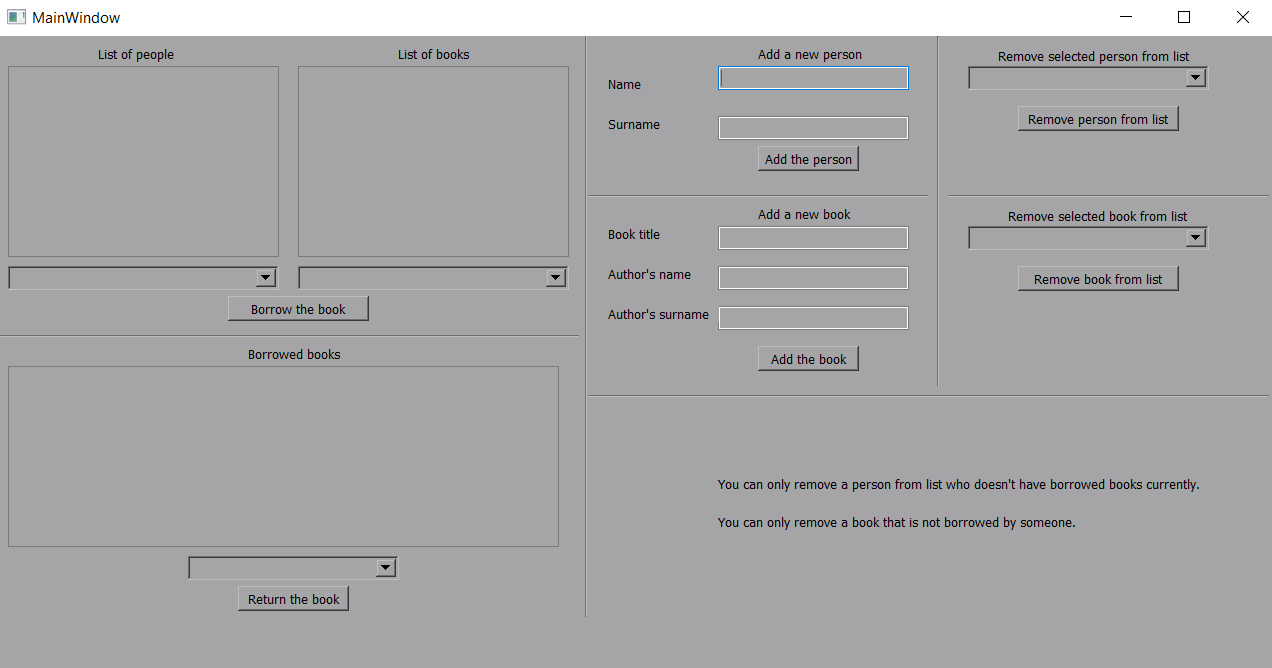 MainWindow
List of people
List of books
Borrow the book
Borrowed books
Return the book
Add a new person
Name
Surname
Add the person
Add a new book
Book title
Author's name
Author's surname
Add the book
Remove selected person from list
Remove person from list
Remove selected book from list
Remove book from list
You can only remove a person from list who doesn't have borrowed books currently.
You can only remove a book that is not borrowed by someone.